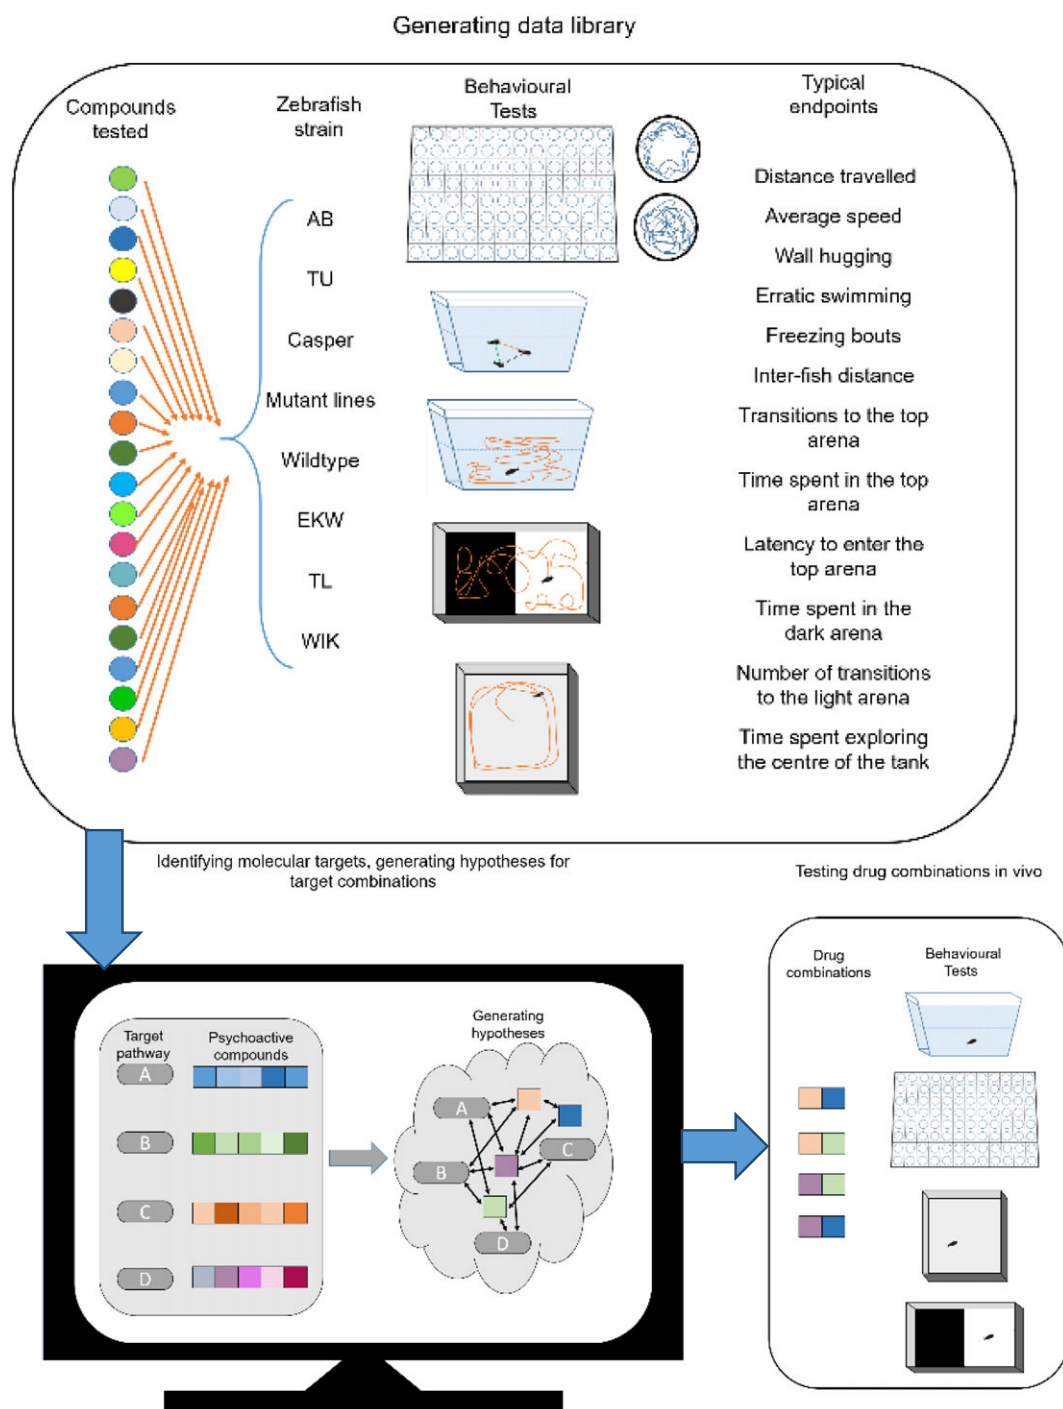 Generating data library
Compounds
tested
Zebrafish
strain
Behavioural
Tests
Typical
endpoints
AB
TU
Casper
Mutant lines
Wildtype
EKW
TL
WIK
Distance travelled
Average speed
Wall hugging
Erratic swimming
Freezing bouts
Inter-fish distance
Transitions to the top
arena
Time spent in the top
arena
Latency to enter the
top arena
Time spent in the
dark arena
Number of transitions
to the light arena
Time spent exploring
the centre of the tank
Identifying molecular targets, generating hypotheses for
target combinations
Testing drug combinations in vivo
Target
pathway
Psychoactive
compounds
A
B
C
D
Generating
hypotheses
A
B
C
D
Drug
combinations
Behavioural
Tests